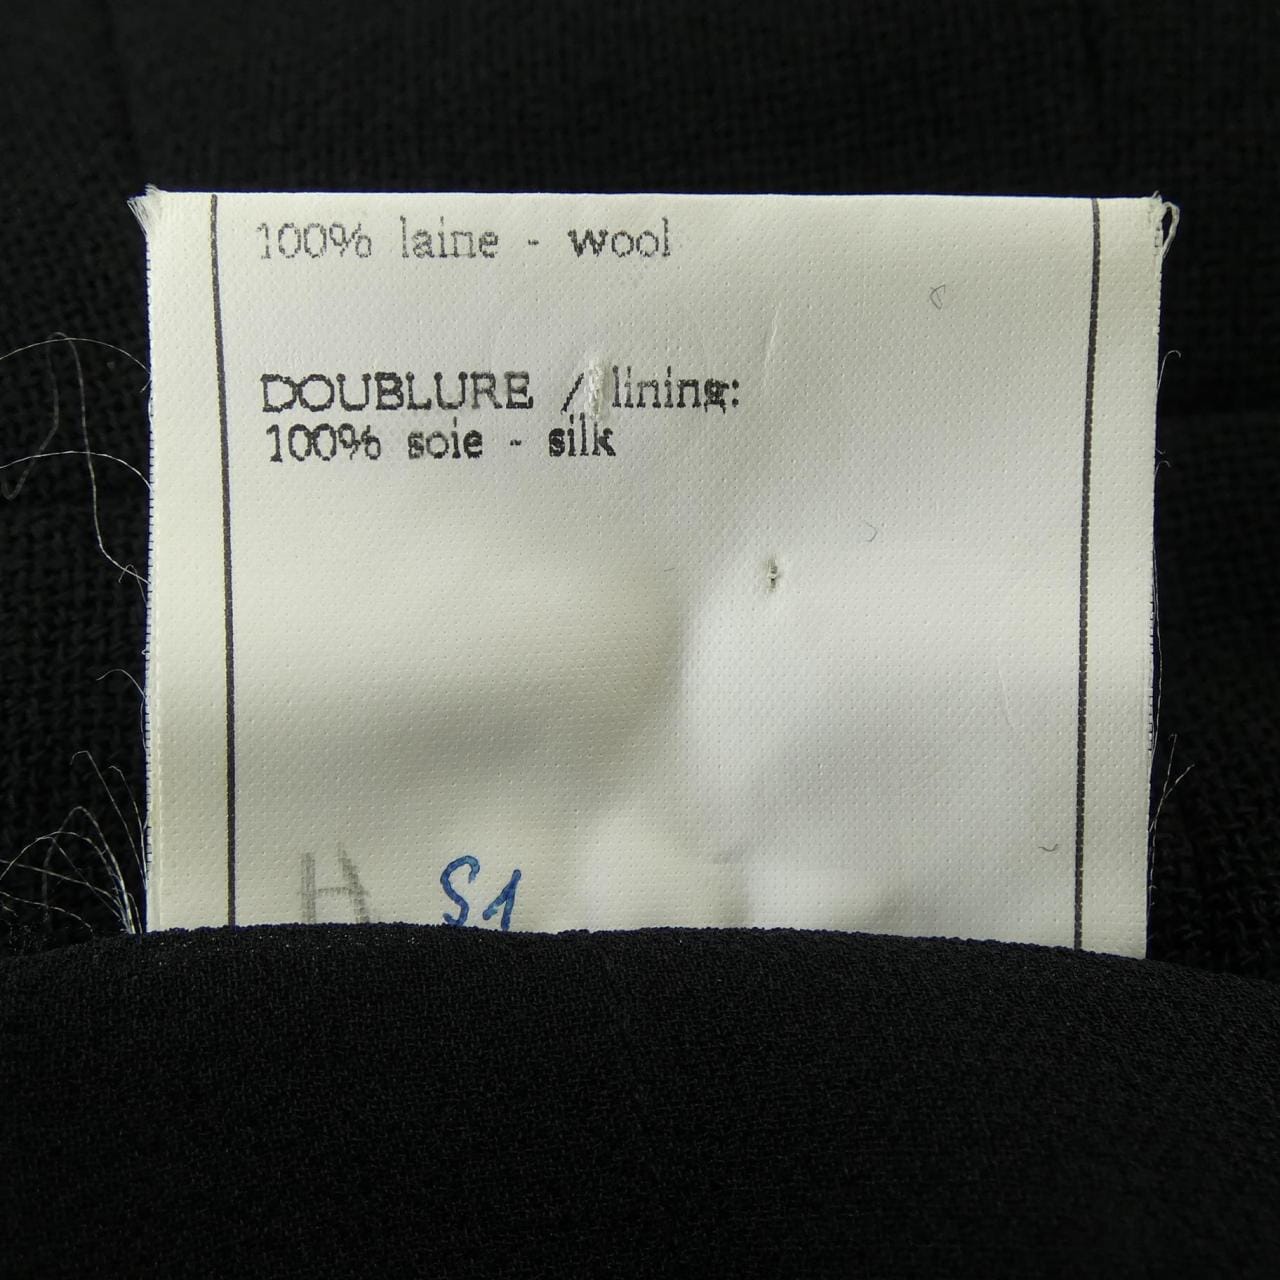 100% laine - wool
DOUBLURE / lining:
100% soie - silk
H S1